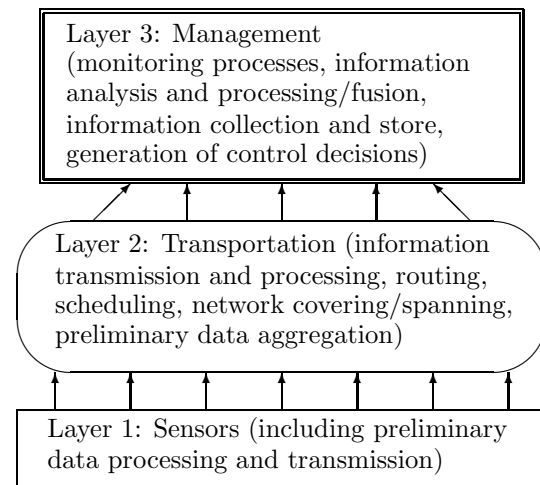 Layer 3: Management
(monitoring processes, information
analysis and processing/fusion,
information collection and store,
generation of control decisions)
Layer 2: Transportation (information
transmission and processing, routing,
scheduling, network covering/spanning,
preliminary data aggregation)
Layer 1: Sensors (including preliminary
data processing and transmission)